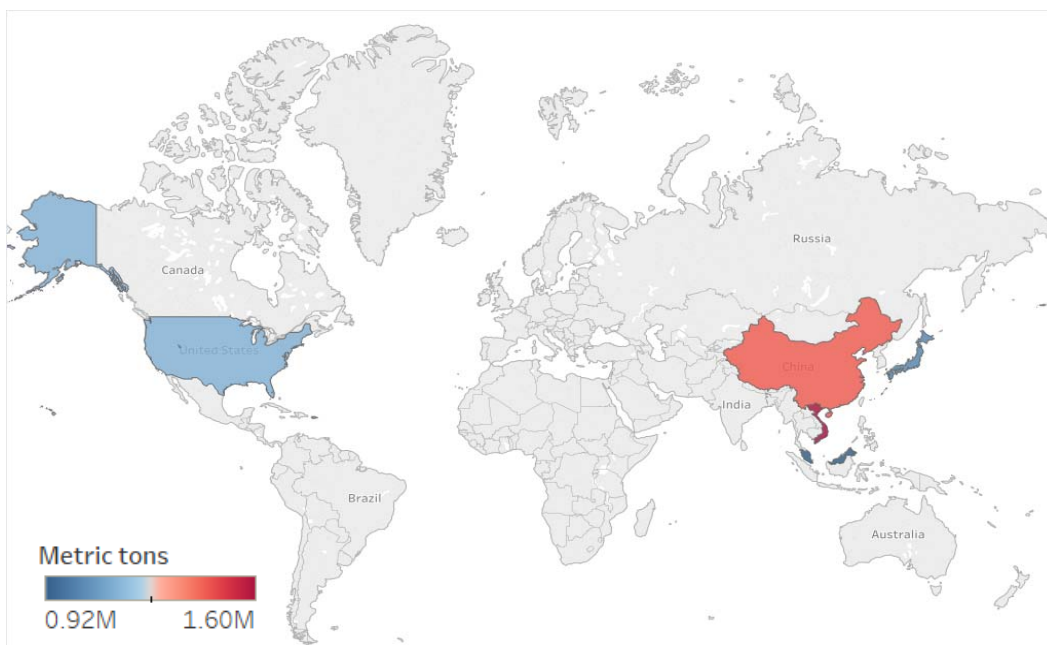 Russia
Canada
United States
China
India
Brazil
Australia
Metric tons
0.92M 1.60M